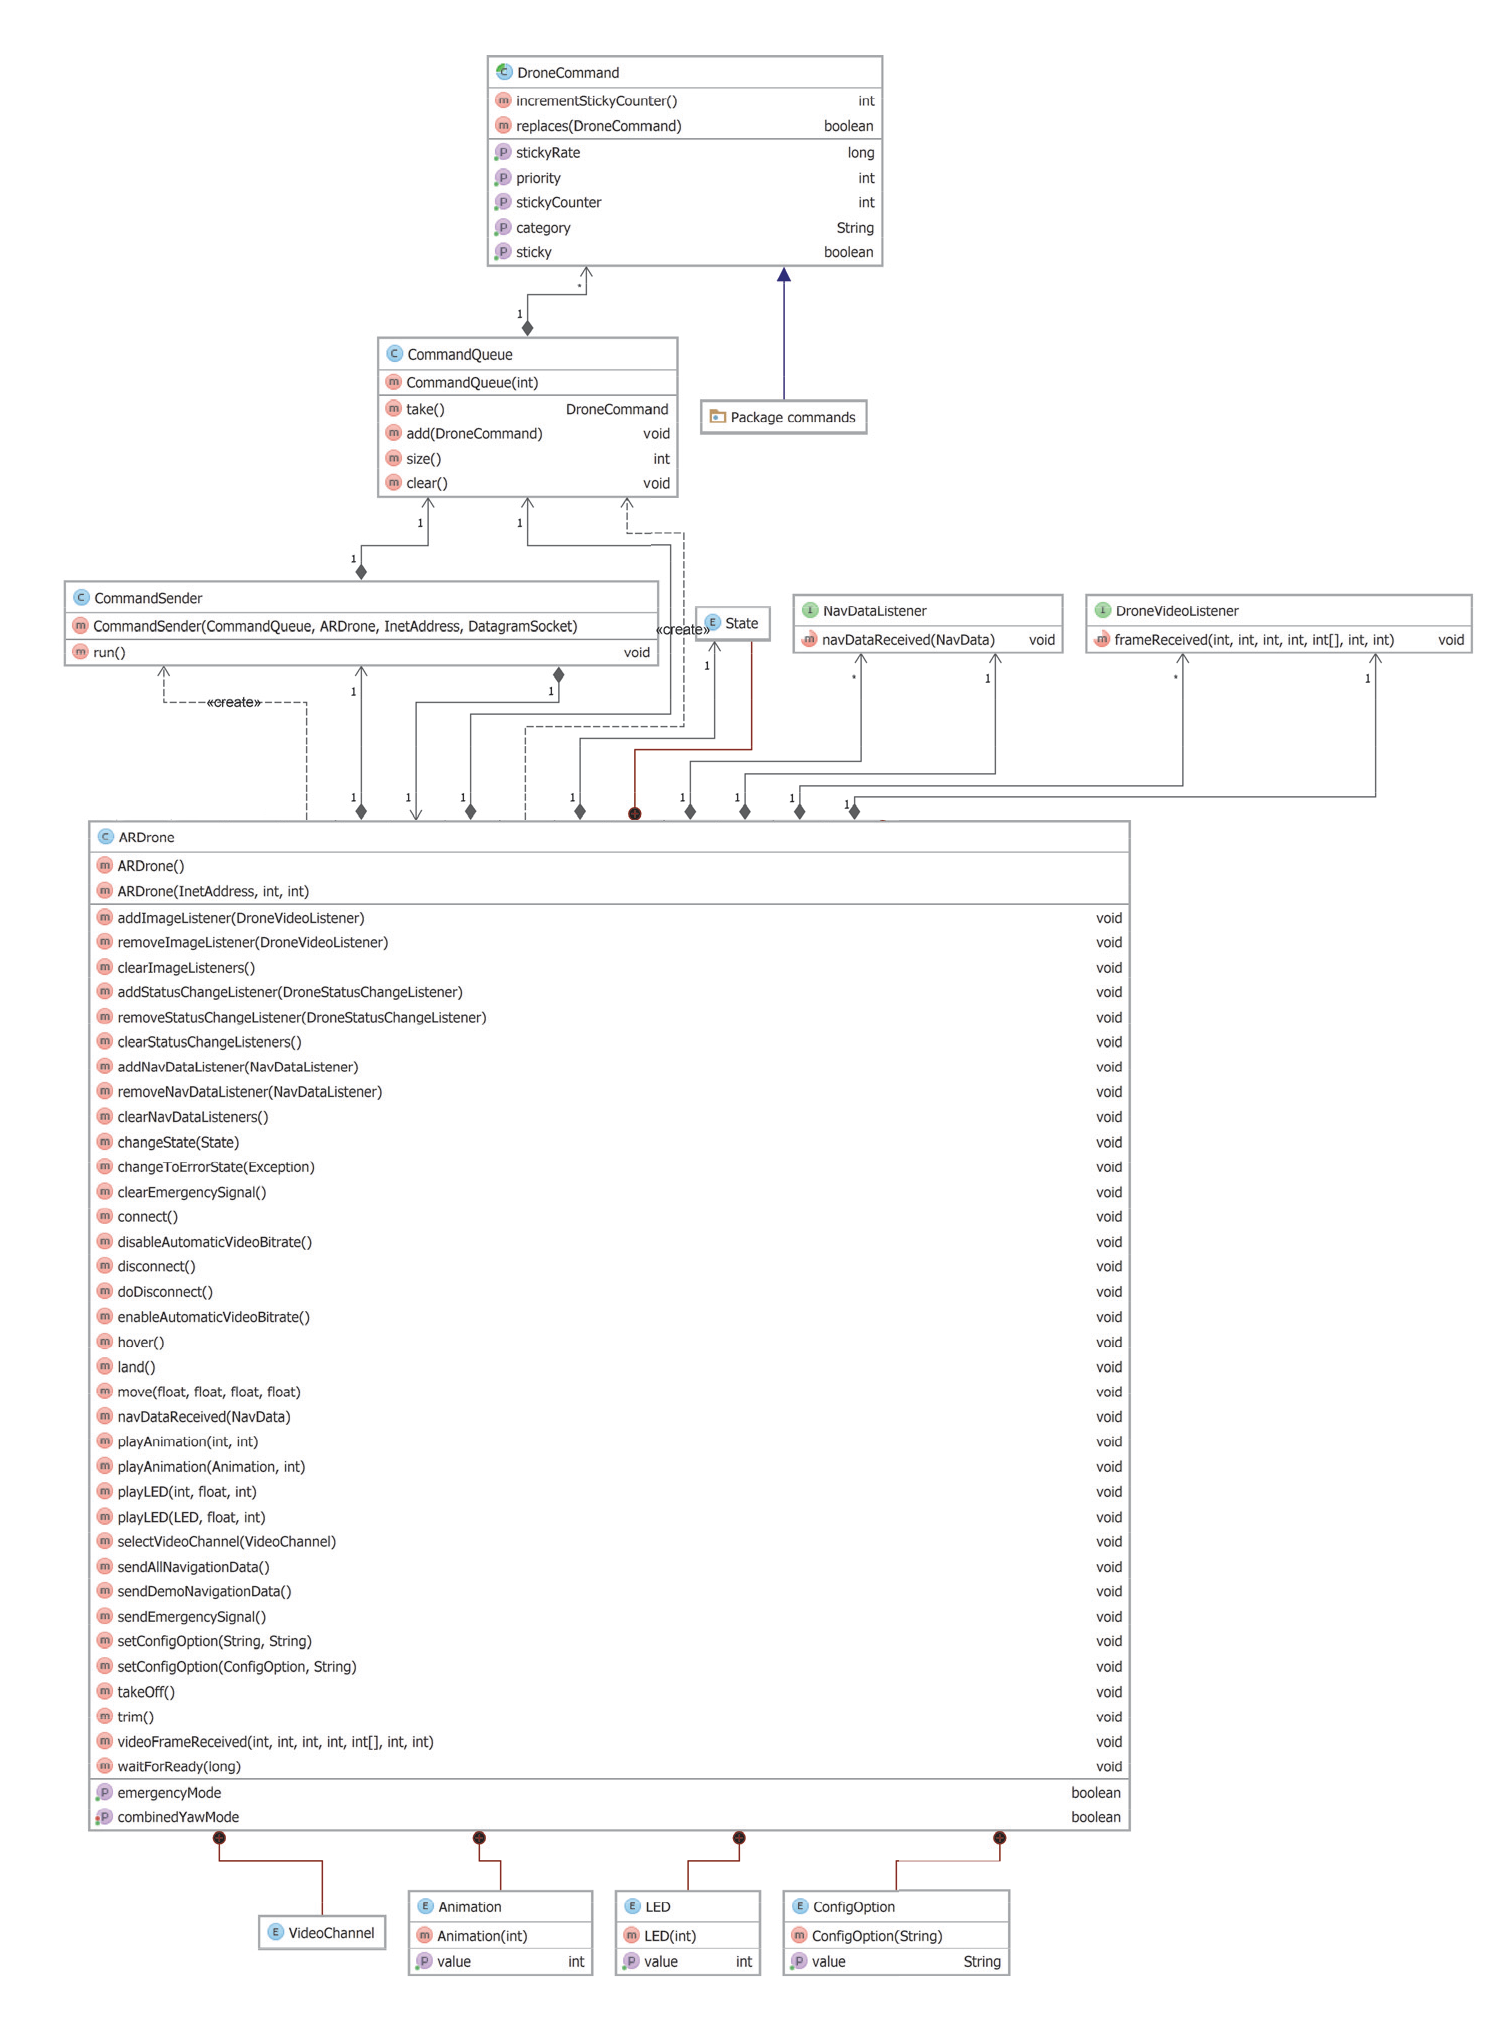 DroneCommand
incrementStickyCounter() int
replaces(DroneCommand) boolean
stickyRate long
priority int
stickyCounter int
category String
sticky boolean
*
1
CommandQueue
CommandQueue(int)
take() DroneCommand
add(DroneCommand) void
size() int
clear() void
Package commands
1 1
1
CommandSender
CommandSender(CommandQueue, ARDrone, InetAddress, DatagramSocket)
run() void
«create»
State
NavDataListener
navDataReceived(NavData) void
DroneVideoListener
frameReceived(int, int, int, int, int[], int, int) void
«create»
1 1 1 * 1 * 1
1 1 1 1 1 1 1 1
ARDrone
ARDrone()
ARDrone(InetAddress, int, int)
addImageListener(DroneVideoListener) void
removeImageListener(DroneVideoListener) void
clearImageListeners() void
addStatusChangeListener(DroneStatusChangeListener) void
removeStatusChangeListener(DroneStatusChangeListener) void
clearStatusChangeListeners() void
addNavDataListener(NavDataListener) void
removeNavDataListener(NavDataListener) void
clearNavDataListeners() void
changeState(State) void
changeToErrorState(Exception) void
clearEmergencySignal() void
connect() void
disableAutomaticVideoBitrate() void
disconnect() void
doDisconnect() void
enableAutomaticVideoBitrate() void
hover() void
land() void
move(float, float, float, float) void
navDataReceived(NavData) void
playAnimation(int, int) void
playAnimation(Animation, int) void
playLED(int, float, int) void
playLED(LED, float, int) void
selectVideoChannel(VideoChannel) void
sendAllNavigationData() void
sendDemoNavigationData() void
sendEmergencySignal() void
setConfigOption(String, String) void
setConfigOption(ConfigOption, String) void
takeOff() void
trim() void
videoFrameReceived(int, int, int, int, int[], int, int) void
waitForReady(long) void
emergencyMode boolean
combinedYawMode boolean
VideoChannel
Animation
Animation(int)
value int
LED
LED(int)
value int
ConfigOption
ConfigOption(String)
value String